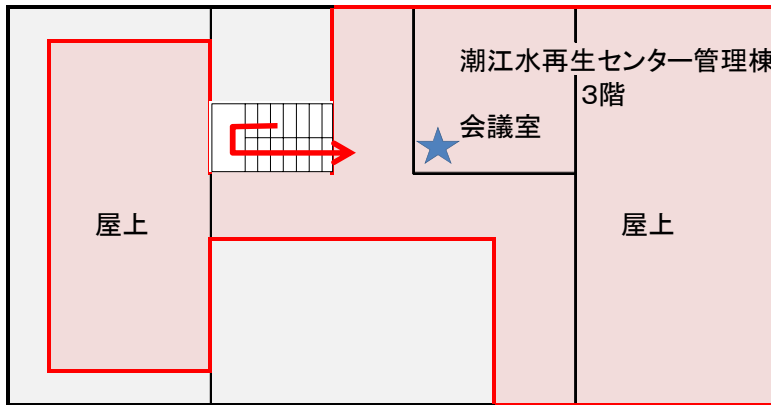 潮江水再生センター管理棟
3階
会議室
屋上
屋上